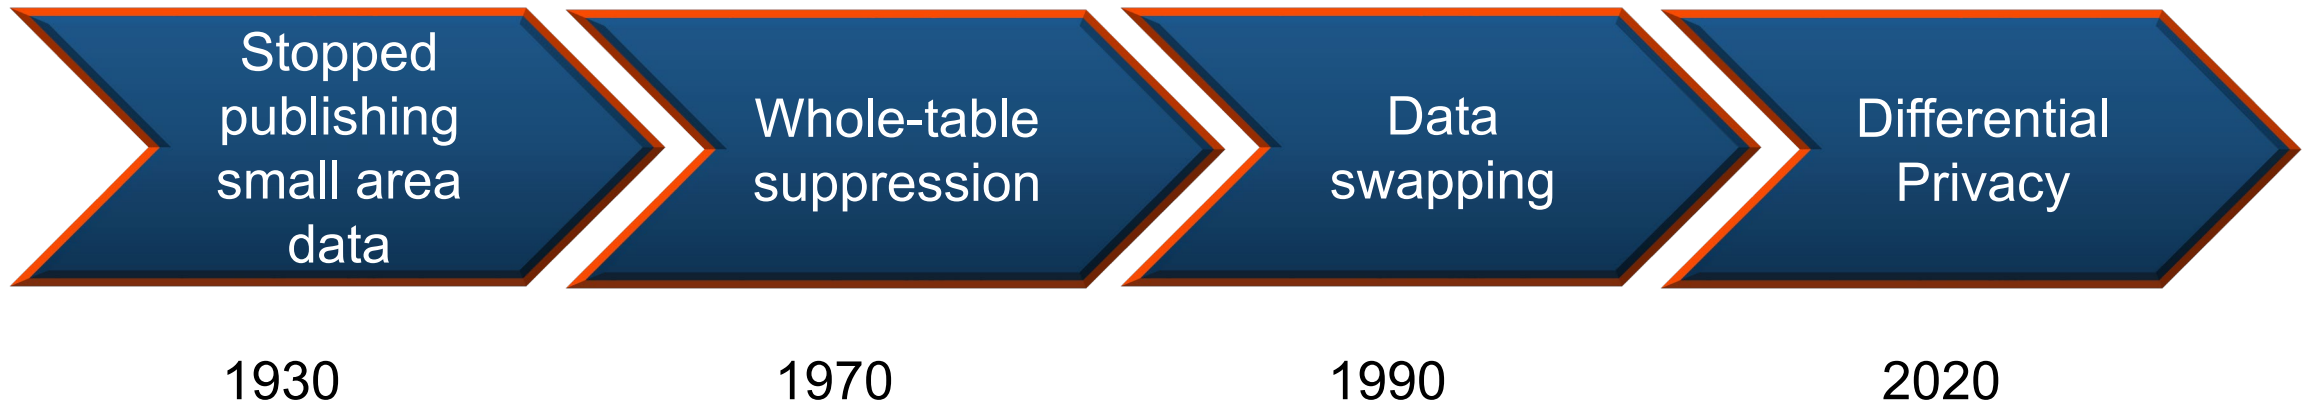 Stopped
publishing
small area
data
Whole-table
suppression
Data
swapping
Differential
Privacy
1930
1970
1990
2020